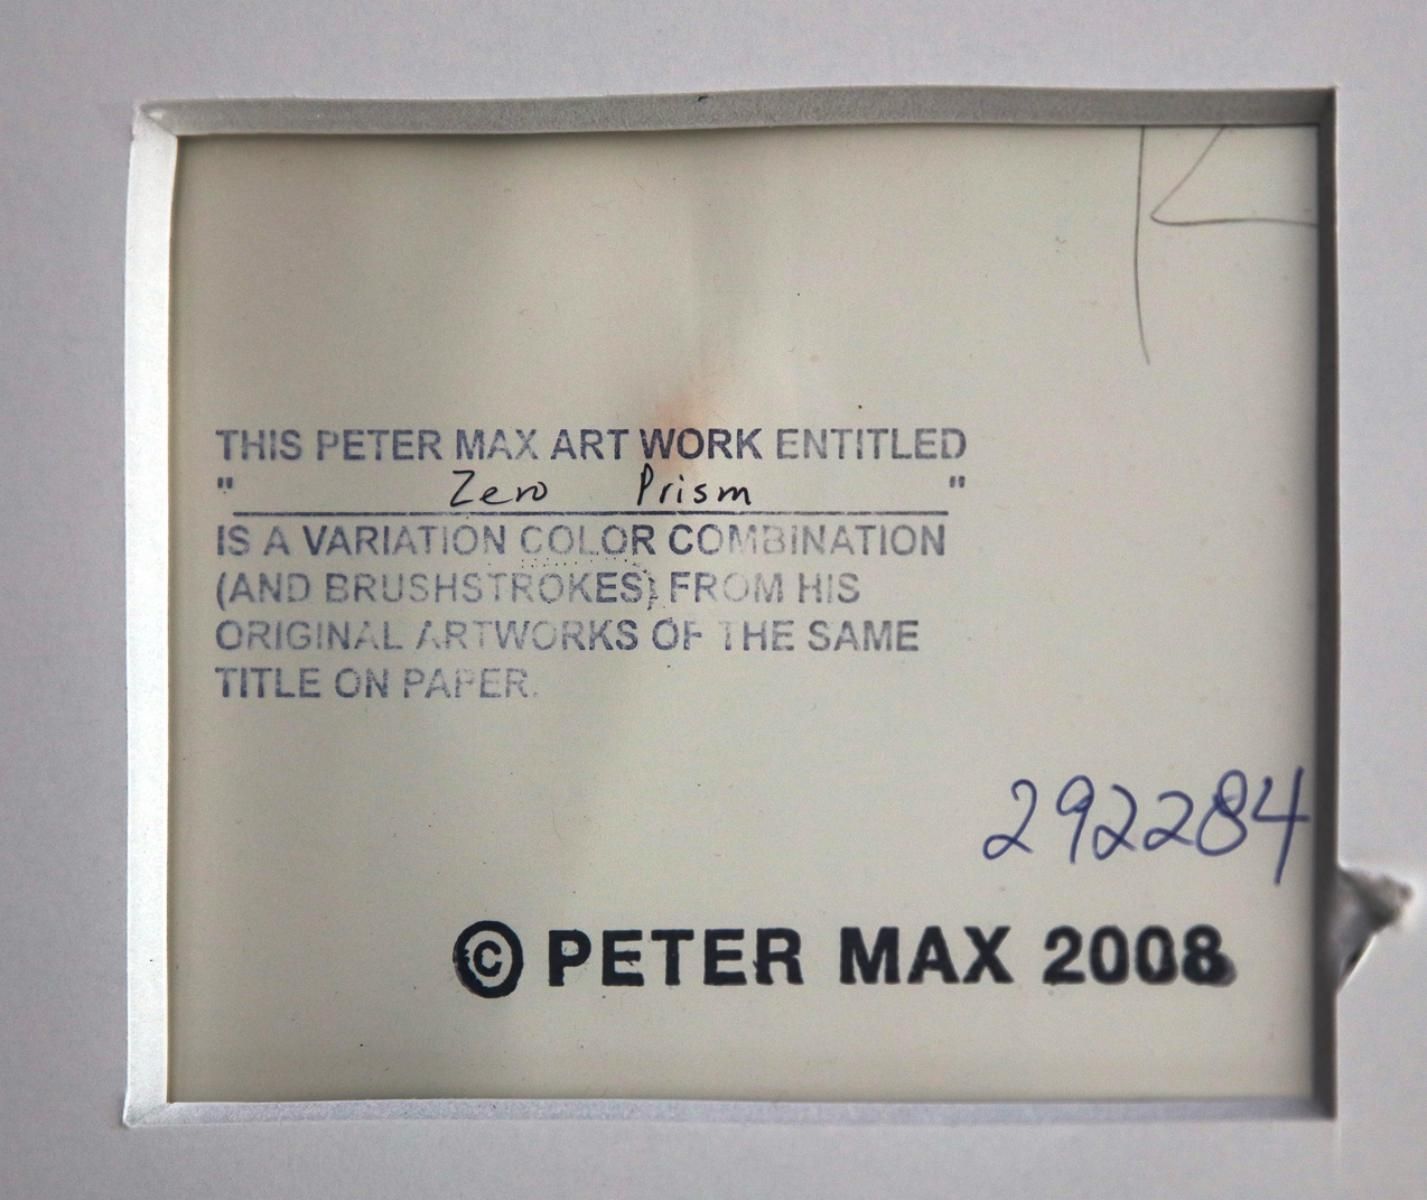 THIS PETER MAX ART WORK ENTITLED
" Zero Prism "
IS A VARIATION COLOR COMBINATION
(AND BRUSHSTROKES) FROM HIS
ORIGINAL ARTWORKS OF THE SAME
TITLE ON PAPER.
292284
© PETER MAX 2008